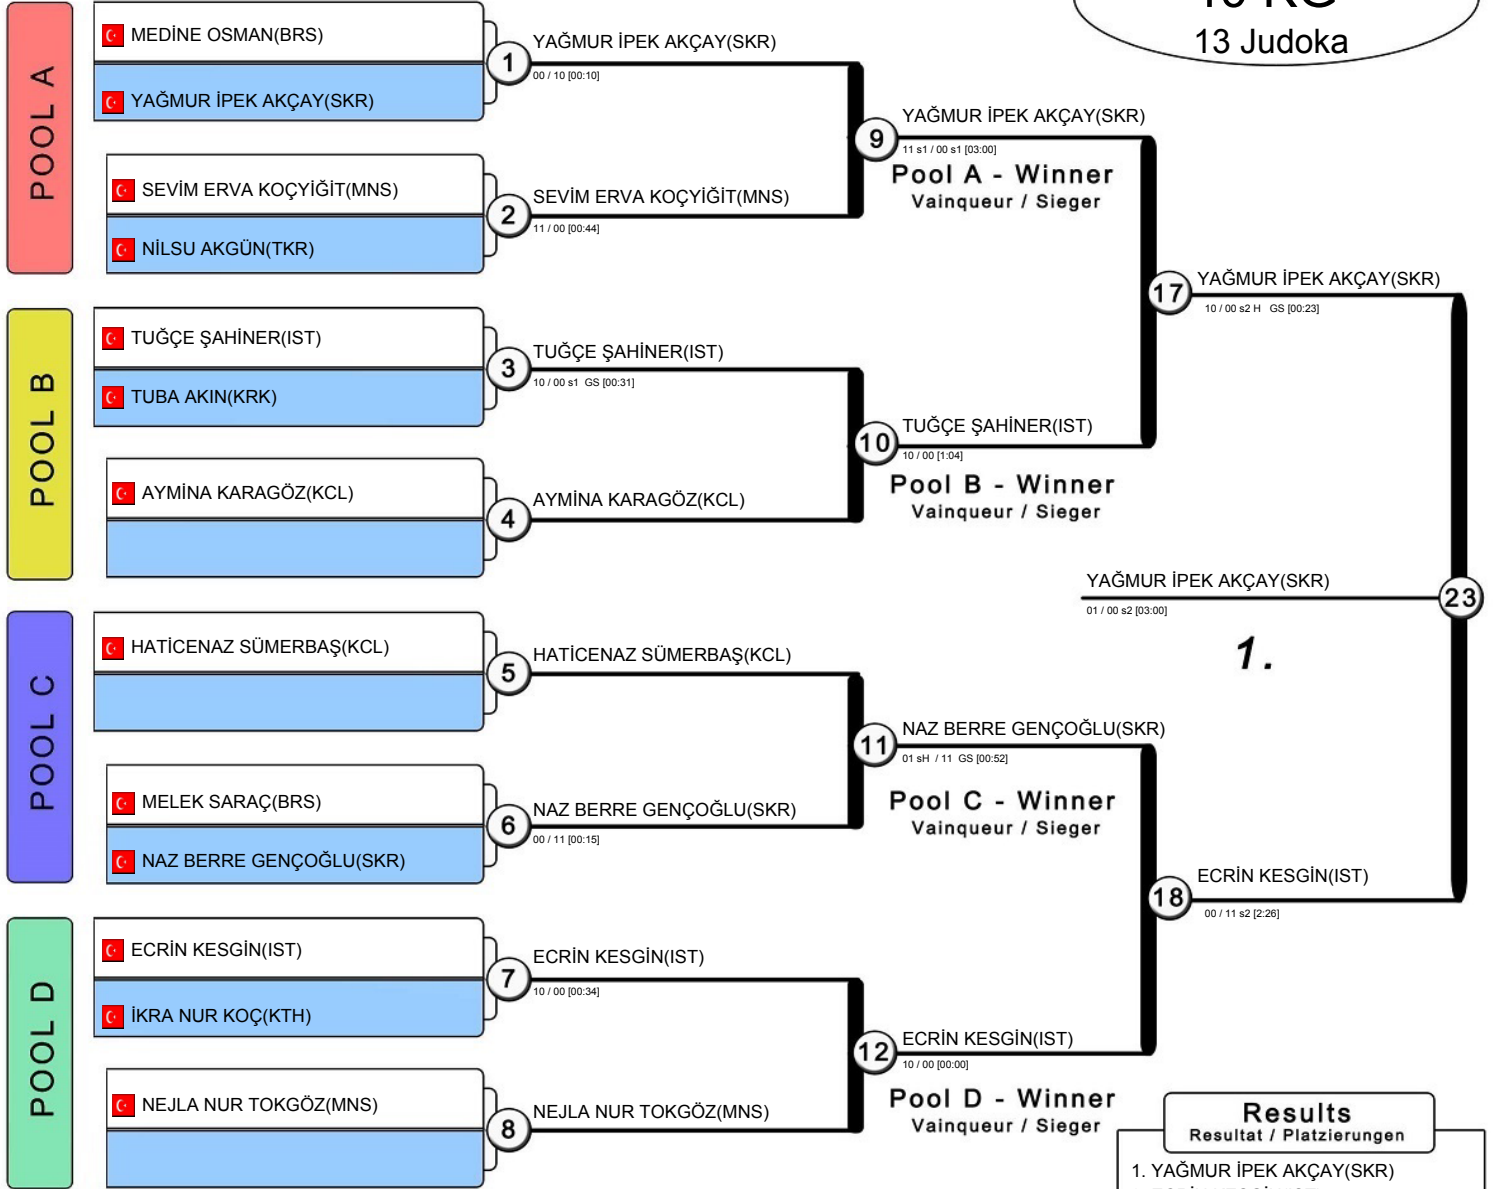 13 Judoka
POOL A
MEDİNE OSMAN(BRS)
YAĞMUR İPEK AKÇAY(SKR)
1
YAĞMUR İPEK AKÇAY(SKR)
00 / 10 [00:10]
SEVİM ERVA KOÇYİĞİT(MNS)
NİLSU AKGÜN(TKR)
2
SEVİM ERVA KOÇYİĞİT(MNS)
11 / 00 [00:44]
9
YAĞMUR İPEK AKÇAY(SKR)
11 s1 / 00 s1 [03:00]
Pool A - Winner
Vainqueur / Sieger
POOL B
TUĞÇE ŞAHİNER(IST)
TUBA AKIN(KRK)
3
TUĞÇE ŞAHİNER(IST)
10 / 00 s1 GS [00:31]
AYMİNA KARAGÖZ(KCL)
4
AYMİNA KARAGÖZ(KCL)
10
TUĞÇE ŞAHİNER(IST)
10 / 00 [1:04]
Pool B - Winner
Vainqueur / Sieger
17
YAĞMUR İPEK AKÇAY(SKR)
10 / 00 s2 H GS [00:23]
YAĞMUR İPEK AKÇAY(SKR)
01 / 00 s2 [03:00]
23
1.
POOL C
HATİCENAZ SÜMERBAŞ(KCL)
5
HATİCENAZ SÜMERBAŞ(KCL)
MELEK SARAÇ(BRS)
NAZ BERRE GENÇOĞLU(SKR)
6
NAZ BERRE GENÇOĞLU(SKR)
00 / 11 [00:15]
11
NAZ BERRE GENÇOĞLU(SKR)
01 sH / 11 GS [00:52]
Pool C - Winner
Vainqueur / Sieger
POOL D
ECRİN KESGİN(IST)
İKRA NUR KOÇ(KTH)
7
ECRİN KESGİN(IST)
10 / 00 [00:34]
NEJLA NUR TOKGÖZ(MNS)
8
NEJLA NUR TOKGÖZ(MNS)
12
ECRİN KESGİN(IST)
10 / 00 [00:00]
Pool D - Winner
Vainqueur / Sieger
18
ECRİN KESGİN(IST)
00 / 11 s2 [2:26]
Results
Resultat / Platzierungen
1. YAĞMUR İPEK AKÇAY(SKR)